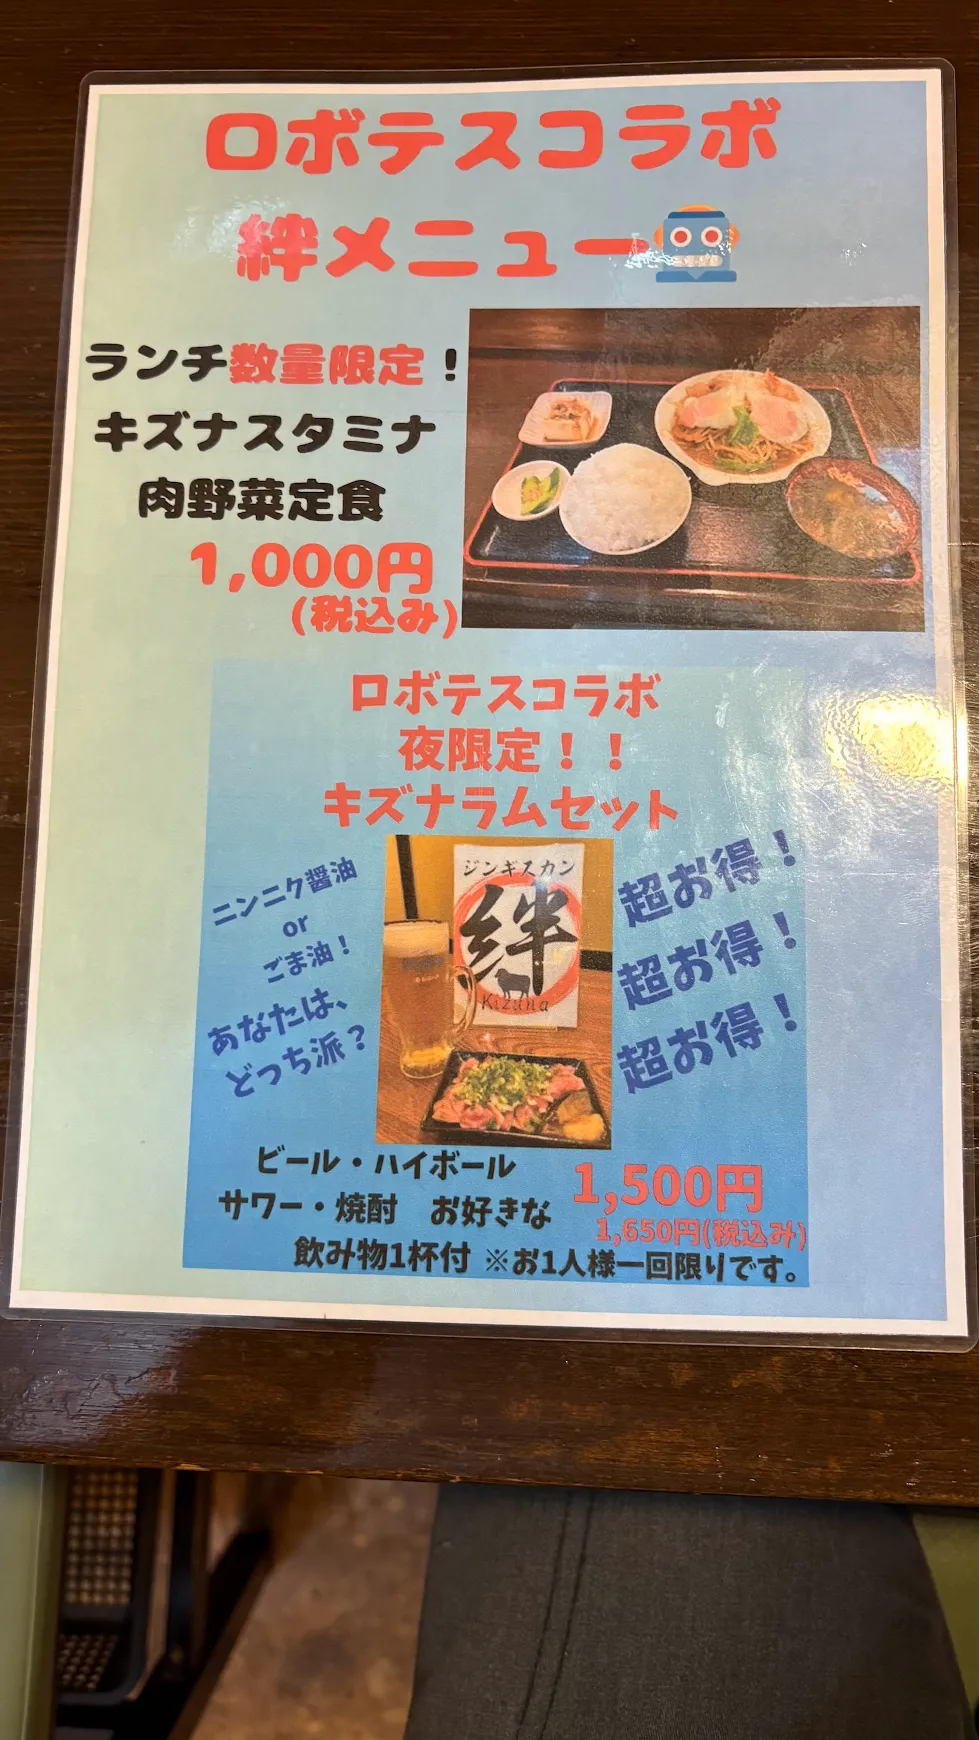 ロボテスコラボ
絆メニュー
ランチ数量限定！
キズナスタミナ
肉野菜定食
1,000円
(税込み)
ロボテスコラボ
夜限定！！
キズナラムセット
ニンニク醤油
or
ごま油！
あなたは、
どっち派？
ジンギスカン
絆
Kizuna
超お得！
超お得！
超お得！
ビール・ハイボール
サワー・焼酎　お好きな
飲み物1杯付
1,500円
1,650円(税込み)
※お1人様一回限りです。